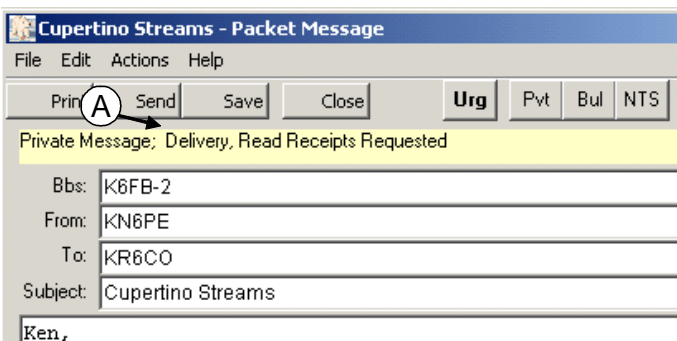 Cupertino Streams - Packet Message
File Edit Actions Help
Print A Send Save Close Urg Pvt Bul NTS
Private Message; Delivery, Read Receipts Requested
Bbs: K6FB-2
From: KN6PE
To: KR6CO
Subject: Cupertino Streams
Ken,